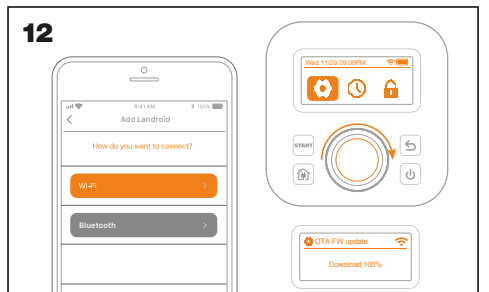 12
9:41 AM
100%
Add Landroid
How do you want to connect?
Wi-Fi
Bluetooth
Wed.11/29 09:00PM
START
OTA FW update
Download 100%